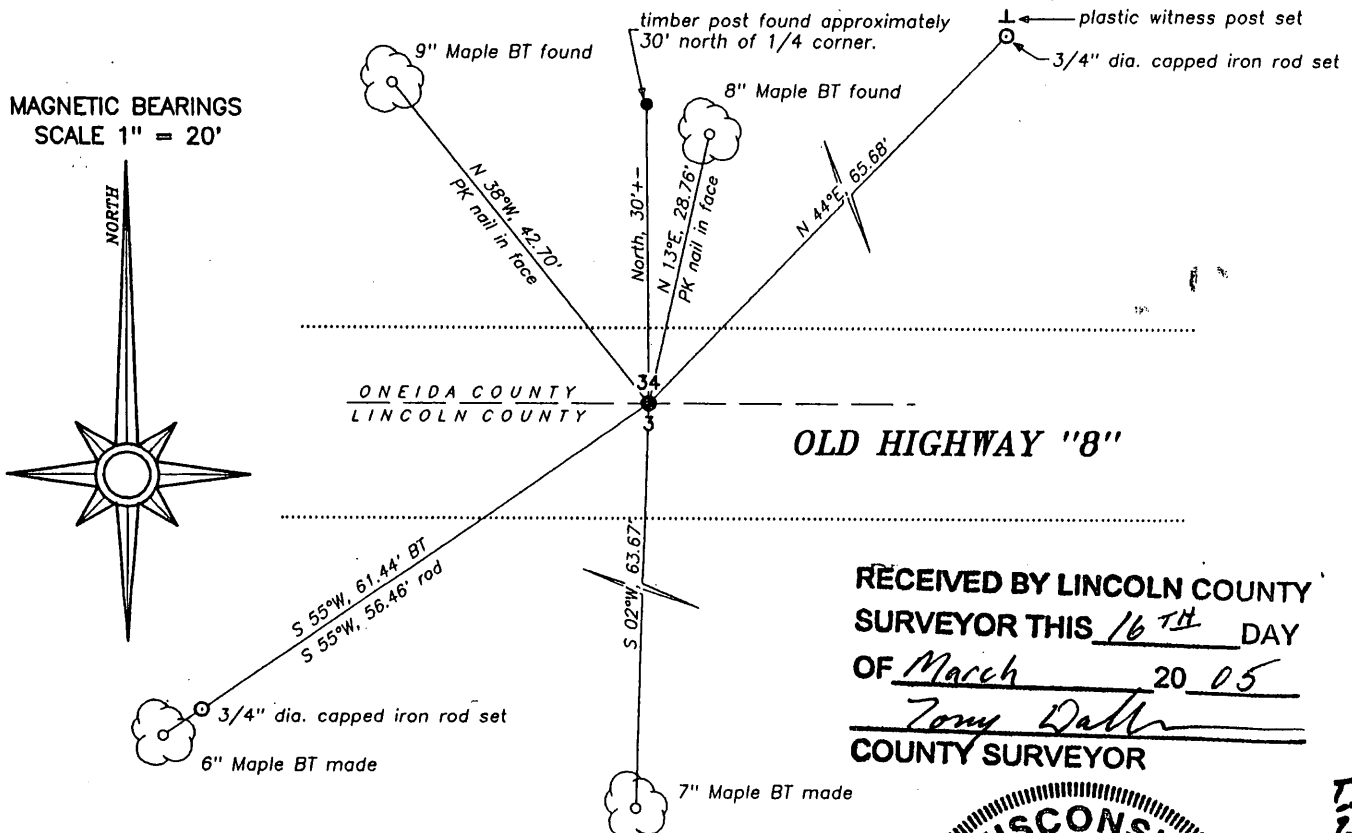 timber post found approximately
30' north of 1/4 corner.
plastic witness post set
3/4" dia. capped iron rod set
9" Maple BT found
8" Maple BT found
MAGNETIC BEARINGS
SCALE 1" = 20'
NORTH
N 38°W, 42.70'
PK nail in face
North, 30'+-
N 13°E, 28.76'
PK nail in face
N 44°E, 65.68'
34
ONEIDA COUNTY
LINCOLN COUNTY
3
OLD HIGHWAY "8"
S 55°W, 61.44' BT
S 55°W, 56.46' rod
S 02°W, 63.67'
3/4" dia. capped iron rod set
6" Maple BT made
7" Maple BT made
RECEIVED BY LINCOLN COUNTY
SURVEYOR THIS 16TH DAY
OF March 20 05
Tony
COUNTY SURVEYOR